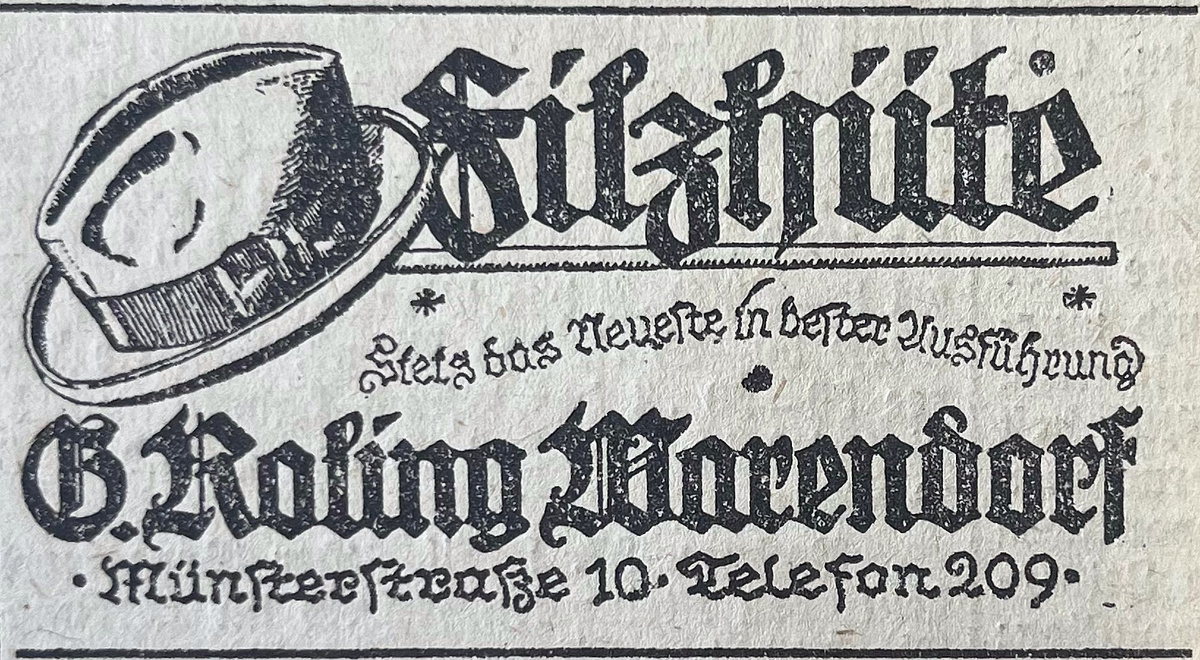 Filzhüte
Stets das Neueste in bester Ausführung
G. Roling Warendorf
· Münsterstraße 10 · Telefon 209 ·